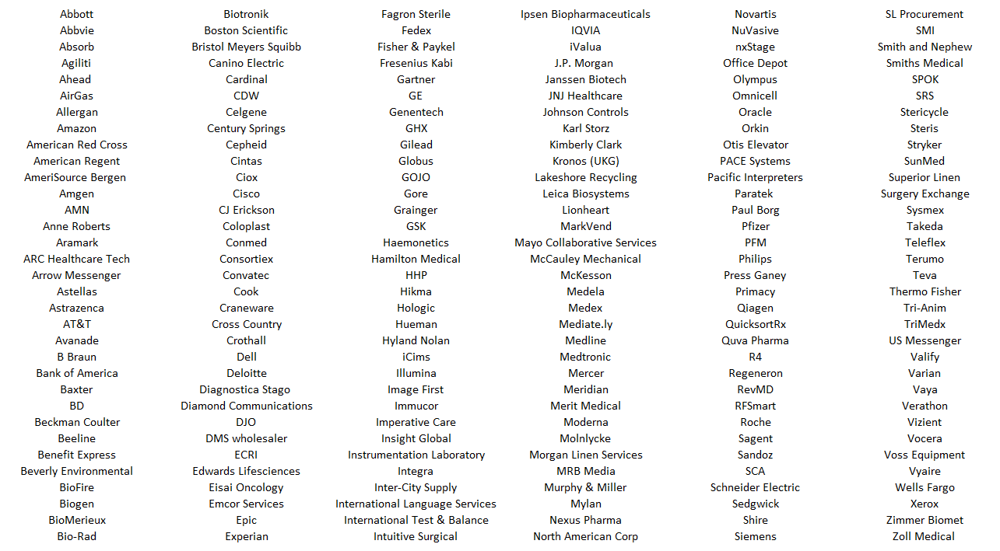 Abbott
Abbvie
Absorb
Agiliti
Ahead
AirGas
Allergan
Amazon
American Red Cross
American Regent
AmeriSource Bergen
Amgen
AMN
Anne Roberts
Aramark
ARC Healthcare Tech
Arrow Messenger
Astellas
Astrazenca
AT&T
Avanade
B Braun
Bank of America
Baxter
BD
Beckman Coulter
Beeline
Benefit Express
Beverly Environmental
BioFire
Biogen
BioMerieux
Bio-Rad
Biotronik
Boston Scientific
Bristol Meyers Squibb
Canino Electric
Cardinal
CDW
Celgene
Century Springs
Cepheid
Cintas
Ciox
Cisco
CJ Erickson
Coloplast
Conmed
Consortiex
Convatec
Cook
Craneware
Cross Country
Crothall
Dell
Deloitte
Diagnostica Stago
Diamond Communications
DJO
DMS wholesaler
ECRI
Edwards Lifesciences
Eisai Oncology
Emcor Services
Epic
Experian
Fagron Sterile
Fedex
Fisher & Paykel
Fresenius Kabi
Gartner
GE
Genentech
GHX
Gilead
Globus
GOJO
Gore
Grainger
GSK
Haemonetics
Hamilton Medical
HHP
Hikma
Hologic
Hueman
Hyland Nolan
iCims
Illumina
Image First
Immucor
Imperative Care
Insight Global
Instrumentation Laboratory
Integra
Inter-City Supply
International Language Services
International Test & Balance
Intuitive Surgical
Ipsen Biopharmaceuticals
IQVIA
iValua
J.P. Morgan
Janssen Biotech
JNJ Healthcare
Johnson Controls
Karl Storz
Kimberly Clark
Kronos (UKG)
Lakeshore Recycling
Leica Biosystems
Lionheart
MarkVend
Mayo Collaborative Services
McCauley Mechanical
McKesson
Medela
Medex
Mediate.ly
Medline
Medtronic
Mercer
Meridian
Merit Medical
Moderna
Molnlycke
Morgan Linen Services
MRB Media
Murphy & Miller
Mylan
Nexus Pharma
North American Corp
Novartis
NuVasive
nxStage
Office Depot
Olympus
Omnicell
Oracle
Orkin
Otis Elevator
PACE Systems
Pacific Interpreters
Paratek
Paul Borg
Pfizer
PFM
Philips
Press Ganey
Primacy
Qiagen
QuicksortRx
Quva Pharma
R4
Regeneron
RevMD
RFSmart
Roche
Sagent
Sandoz
SCA
Schneider Electric
Sedgwick
Shire
Siemens
SL Procurement
SMI
Smith and Nephew
Smiths Medical
SPOK
SRS
Stericycle
Steris
Stryker
SunMed
Superior Linen
Surgery Exchange
Sysmex
Takeda
Teleflex
Terumo
Teva
Thermo Fisher
Tri-Anim
TriMedx
US Messenger
Valify
Varian
Vaya
Verathon
Vizient
Vocera
Voss Equipment
Vyaire
Wells Fargo
Xerox
Zimmer Biomet
Zoll Medical